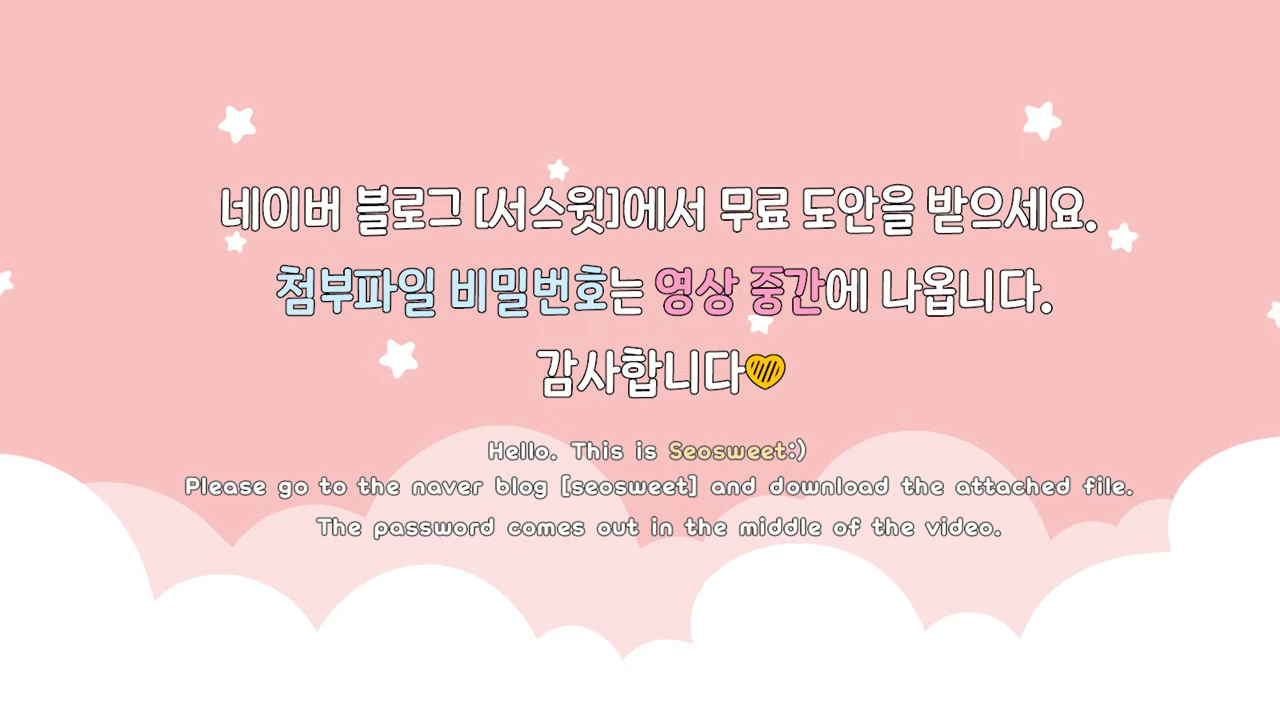 네이버 블로그 [서스윗]에서 무료 도안을 받으세요.
첨부파일 비밀번호는 영상 중간에 나옵니다.
감사합니다
Hello. This is Seosweet:)
Please go to the naver blog [seosweet] and download the attached file.
The password comes out in the middle of the video.